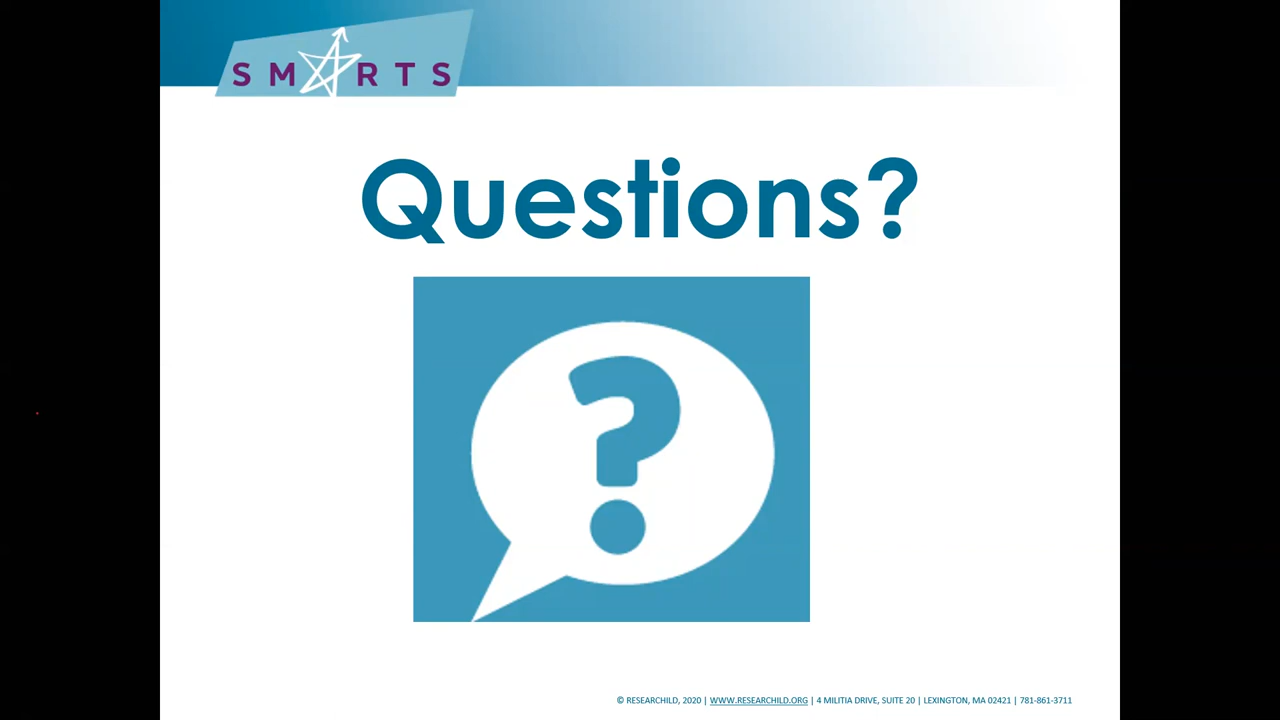 SMARTS
Questions?
?
© RESEARCHILD, 2020 | WWW.RESEARCHILD.ORG | 4 MILITIA DRIVE, SUITE 20 | LEXINGTON, MA 02421 | 781-861-3711